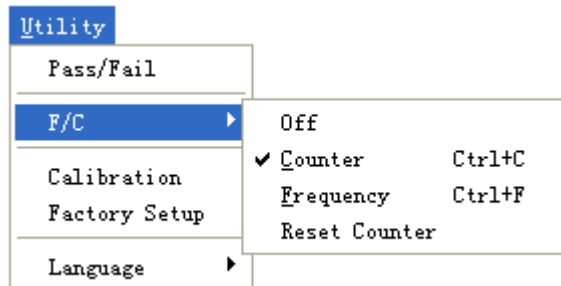 Utility
Pass/Fail
F/C
Off
Counter Ctrl+C
Frequency Ctrl+F
Reset Counter
Calibration
Factory Setup
Language